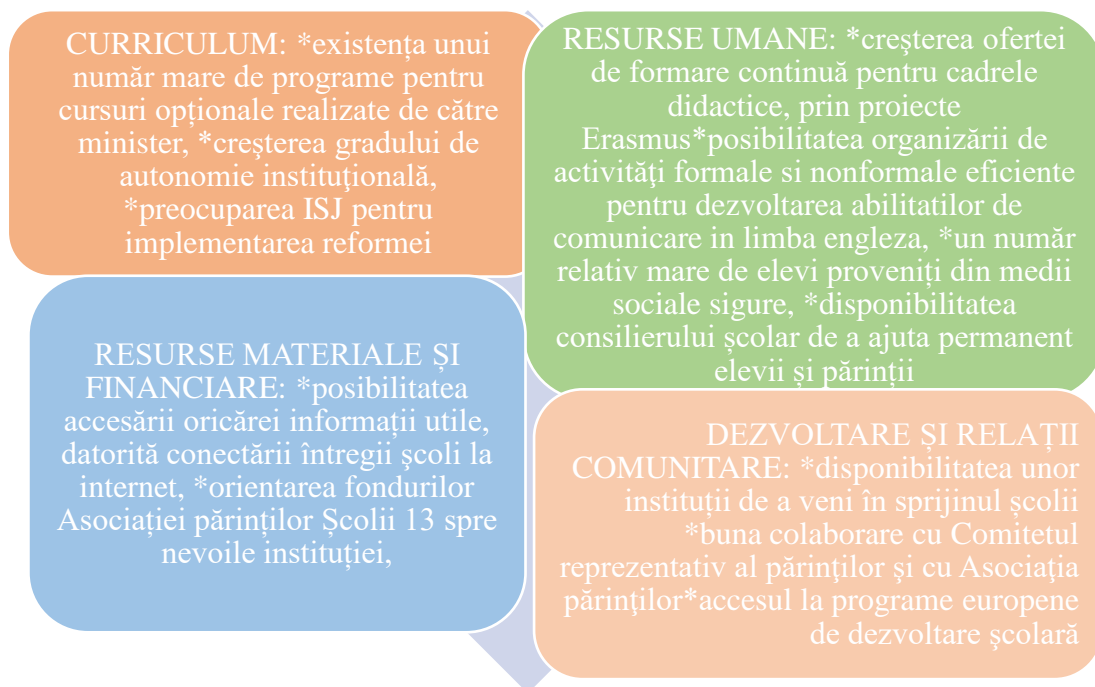 CURRICULUM: *existența unui
număr mare de programe pentru
cursuri opționale realizate de către
minister, *creşterea gradului de
autonomie instituţională,
*preocuparea ISJ pentru
implementarea reformei
RESURSE UMANE: *creşterea ofertei
de formare continuă pentru cadrele
didactice, prin proiecte
Erasmus*posibilitatea organizării de
activităţi formale si nonformale eficiente
pentru dezvoltarea abilitatilor de
comunicare in limba engleza, *un număr
relativ mare de elevi proveniți din medii
sociale sigure, *disponibilitatea
consilierului școlar de a ajuta permanent
elevii și părinții
RESURSE MATERIALE ȘI
FINANCIARE: *posibilitatea
accesării oricărei informații utile,
datorită conectării întregii şcoli la
internet, *orientarea fondurilor
Asociației părinților Școlii 13 spre
nevoile instituției,
DEZVOLTARE ȘI RELAȚII
COMUNITARE: *disponibilitatea unor
instituții de a veni în sprijinul școlii
*buna colaborare cu Comitetul
reprezentativ al părinţilor şi cu Asociaţia
părinţilor*accesul la programe europene
de dezvoltare școlară